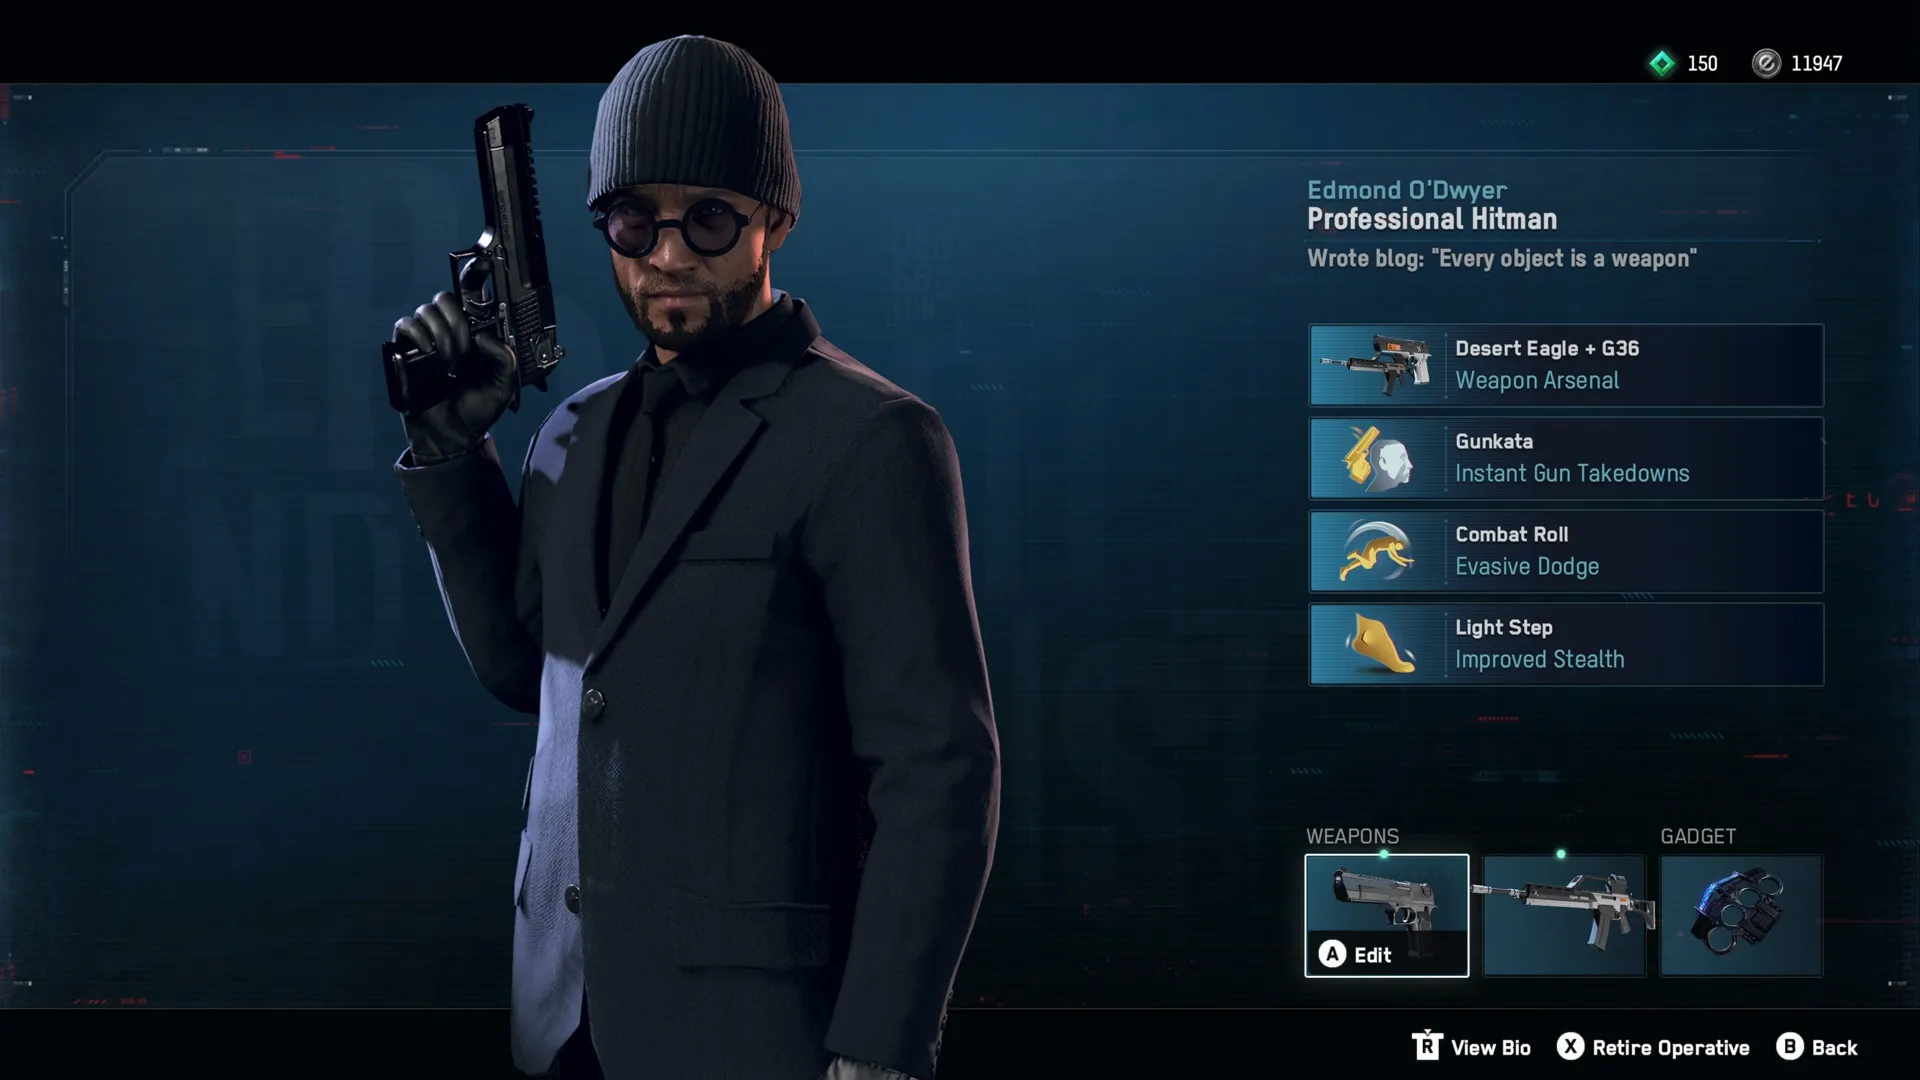 150 11947
Edmond O'Dwyer
Professional Hitman
Wrote blog: "Every object is a weapon"
Desert Eagle + G36
Weapon Arsenal
Gunkata
Instant Gun Takedowns
Combat Roll
Evasive Dodge
Light Step
Improved Stealth
WEAPONS GADGET
A Edit
R View Bio X Retire Operative B Back